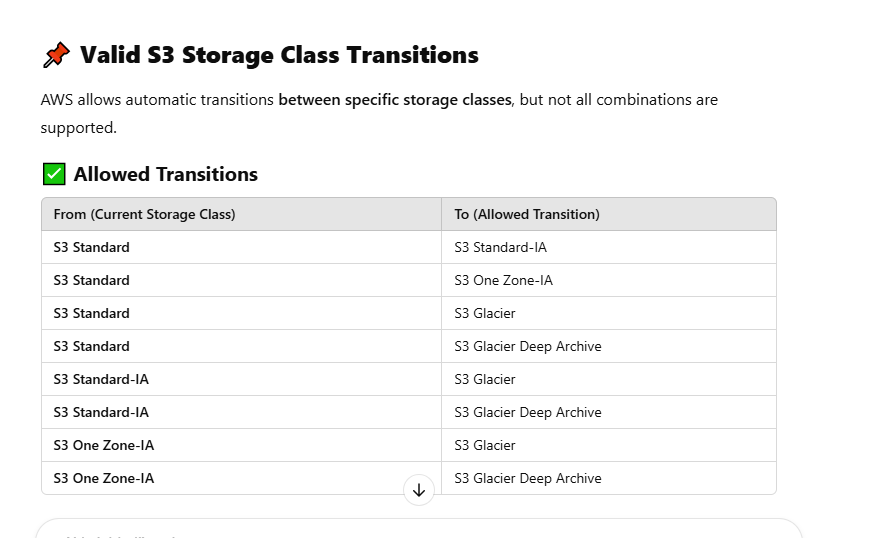 📌 Valid S3 Storage Class Transitions
AWS allows automatic transitions between specific storage classes, but not all combinations are
supported.
✅ Allowed Transitions
From (Current Storage Class) To (Allowed Transition)
S3 Standard S3 Standard-IA
S3 Standard S3 One Zone-IA
S3 Standard S3 Glacier
S3 Standard S3 Glacier Deep Archive
S3 Standard-IA S3 Glacier
S3 Standard-IA S3 Glacier Deep Archive
S3 One Zone-IA S3 Glacier
S3 One Zone-IA S3 Glacier Deep Archive